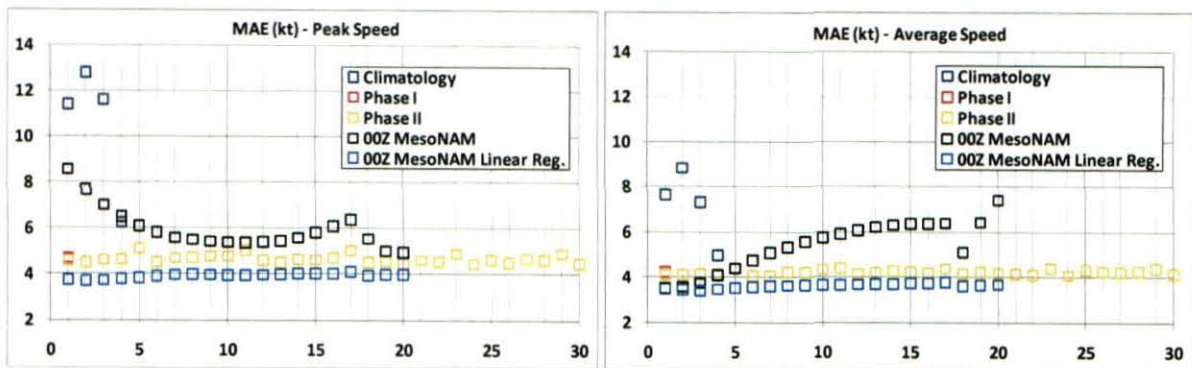 MAE (kt) - Peak Speed
14
12
10
8
6
4
2
0 5 10 15 20 25 30
Climatology
Phase I
Phase II
00Z MesoNAM
00Z MesoNAM Linear Reg.
MAE (kt) - Average Speed
14
12
10
8
6
4
2
0 5 10 15 20 25 30
Climatology
Phase I
Phase II
00Z MesoNAM
00Z MesoNAM Linear Reg.